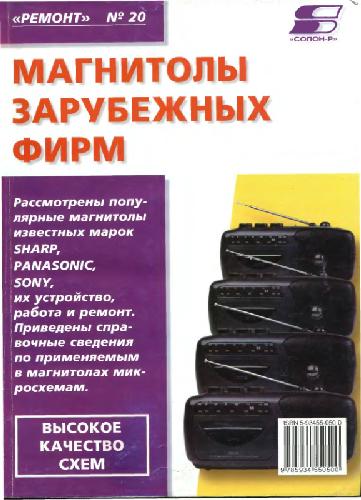 «РЕМОНТ» № 20
«СОЛОН-Р»
МАГНИТОЛЫ
ЗАРУБЕЖНЫХ
ФИРМ
Рассмотрены попу-
лярные магнитолы
известных марок
SHARP,
PANASONIC,
SONY,
их устройство,
работа и ремонт.
Приведены спра-
вочные сведения
по применяемым
в магнитолах мик-
росхемам.
ВЫСОКОЕ
КАЧЕСТВО
СХЕМ
9785934550500